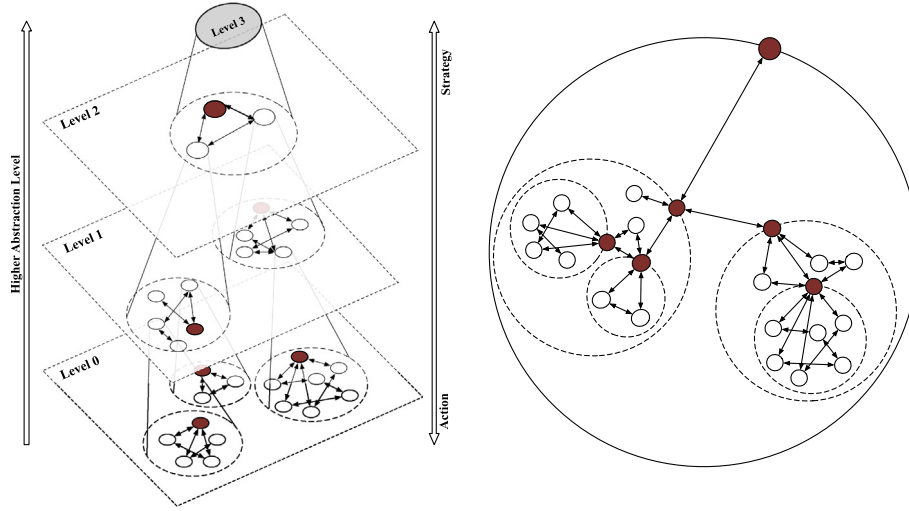 Level 3
Level 2
Level 1
Level 0
Higher Abstraction Level
Strategy
Action